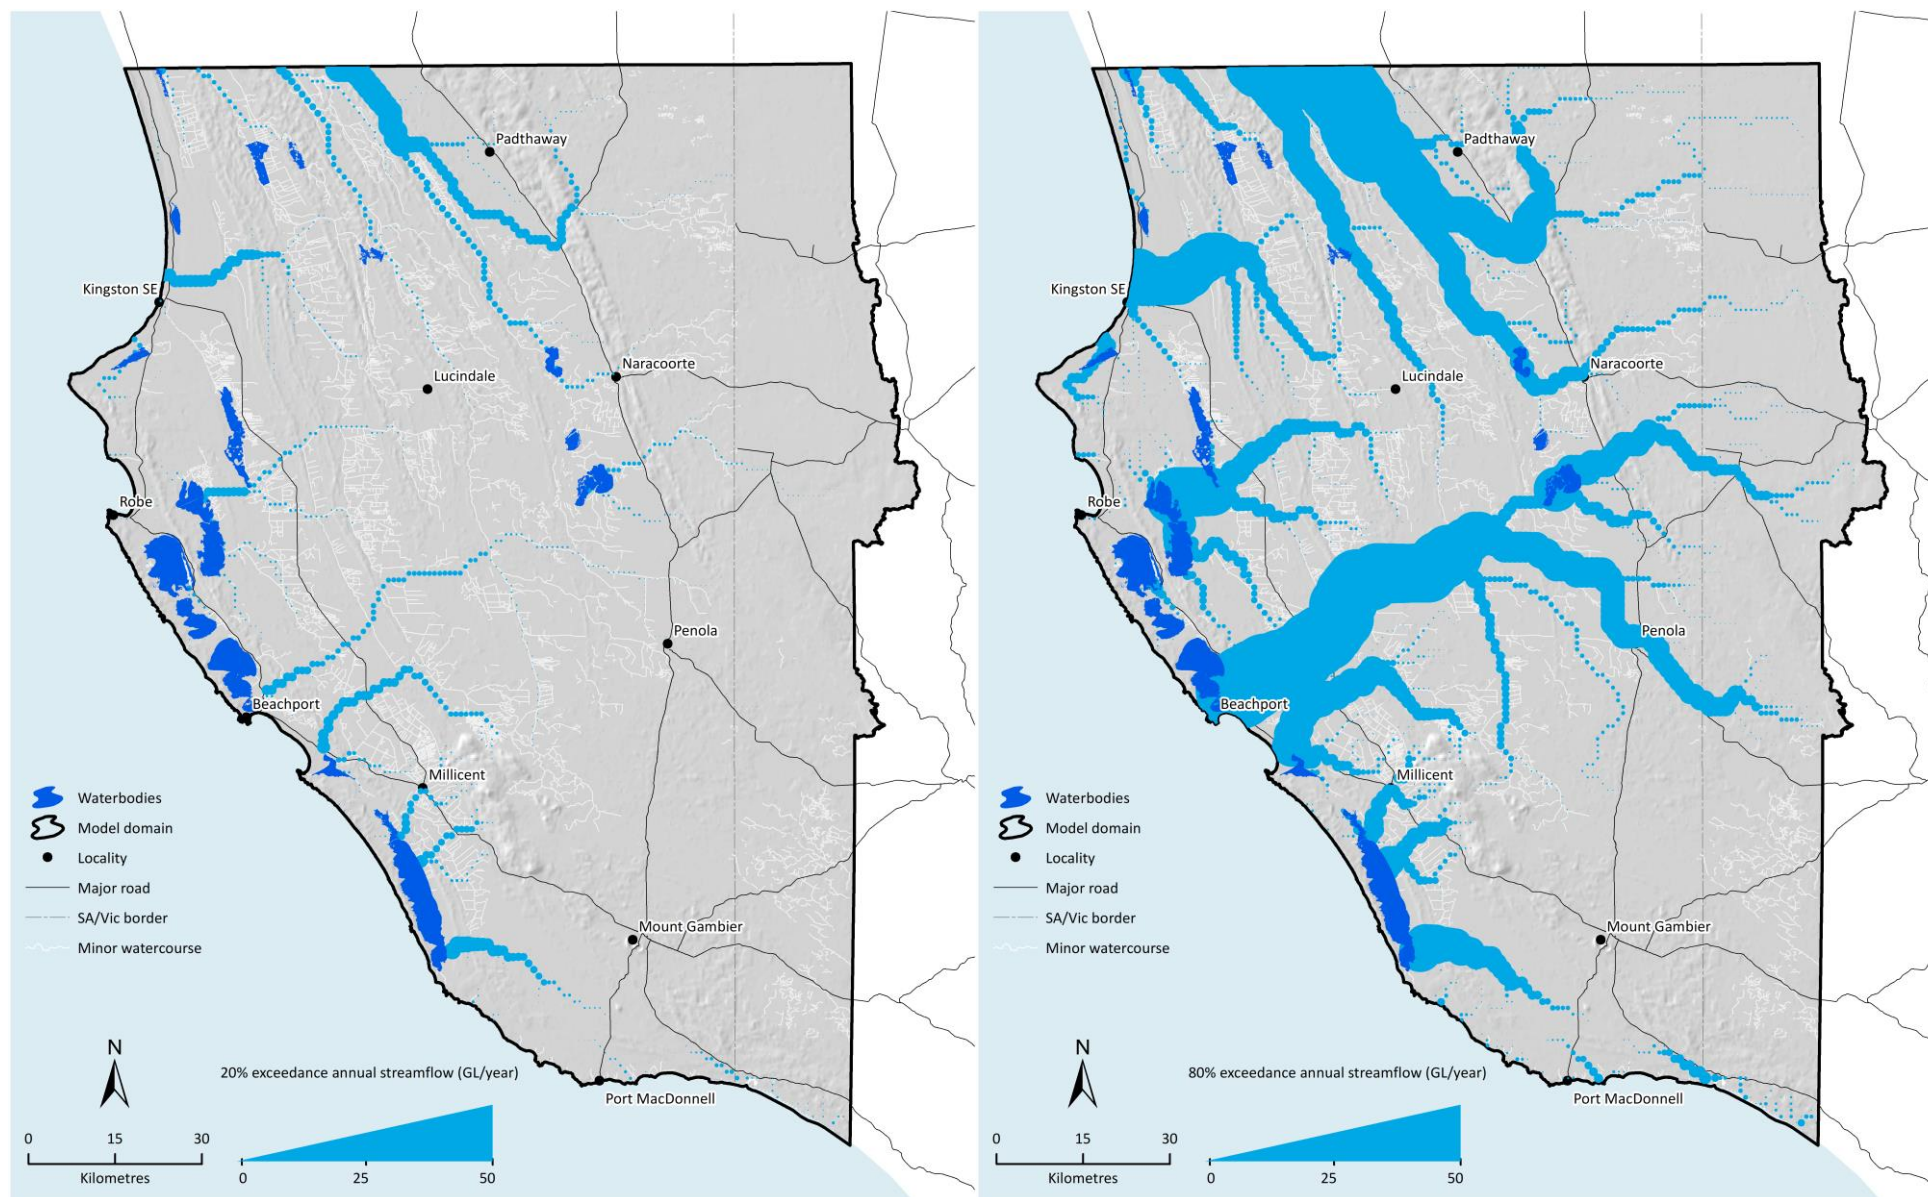 Padthaway
Kingston SE
Lucindale
Naracoorte
Robe
Penola
Beachport
Millicent
Mount Gambier
Port MacDonnell
Waterbodies
Model domain
Locality
Major road
SA/Vic border
Minor watercourse
N
20% exceedance annual streamflow (GL/year)
0 15 30
Kilometres
0 25 50
Padthaway
Kingston SE
Lucindale
Naracoorte
Robe
Penola
Beachport
Millicent
Mount Gambier
Port MacDonnell
Waterbodies
Model domain
Locality
Major road
SA/Vic border
Minor watercourse
N
80% exceedance annual streamflow (GL/year)
0 15 30
Kilometres
0 25 50